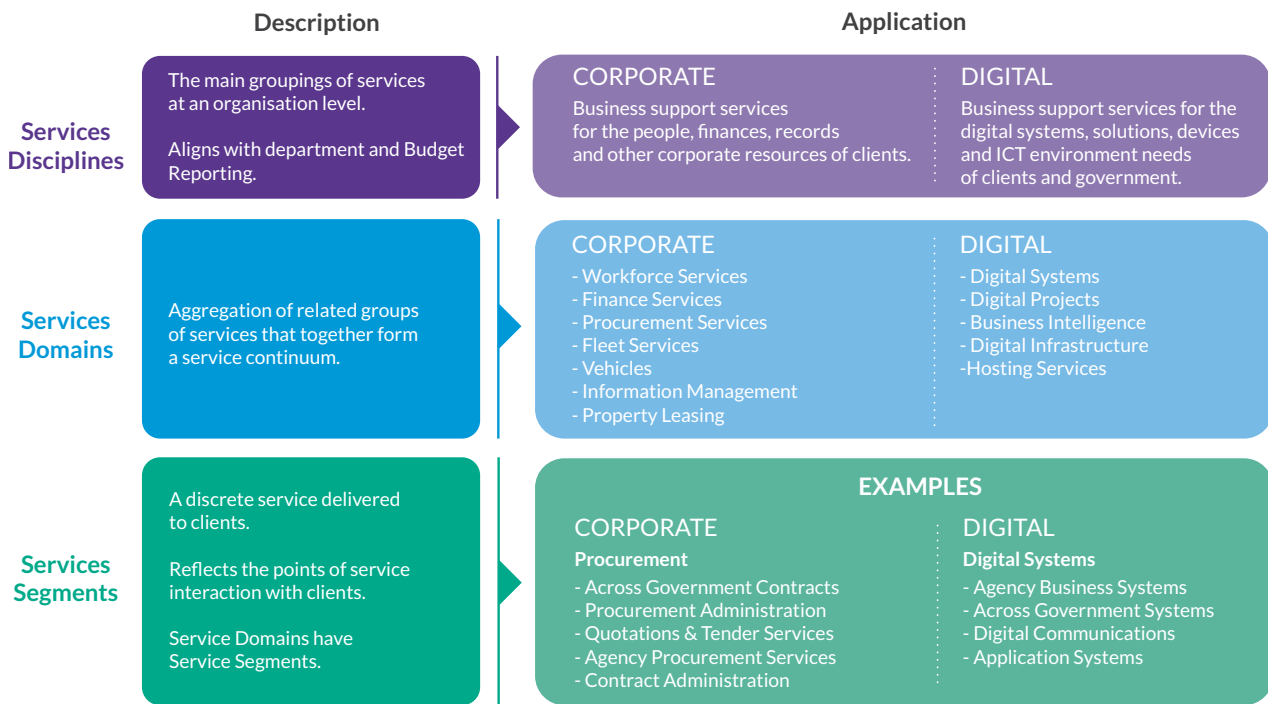 Description
Application
Services
Disciplines
The main groupings of services
at an organisation level.
Aligns with department and Budget
Reporting.
CORPORATE
Business support services
for the people, finances, records
and other corporate resources of clients.
DIGITAL
Business support services for the
digital systems, solutions, devices
and ICT environment needs
of clients and government.
Services
Domains
Aggregation of related groups
of services that together form
a service continuum.
CORPORATE
- Workforce Services
- Finance Services
- Procurement Services
- Fleet Services
- Vehicles
- Information Management
- Property Leasing
DIGITAL
- Digital Systems
- Digital Projects
- Business Intelligence
- Digital Infrastructure
-Hosting Services
Services
Segments
A discrete service delivered
to clients.
Reflects the points of service
interaction with clients.
Service Domains have
Service Segments.
EXAMPLES
CORPORATE
Procurement
- Across Government Contracts
- Procurement Administration
- Quotations & Tender Services
- Agency Procurement Services
- Contract Administration
DIGITAL
Digital Systems
- Agency Business Systems
- Across Government Systems
- Digital Communications
- Application Systems